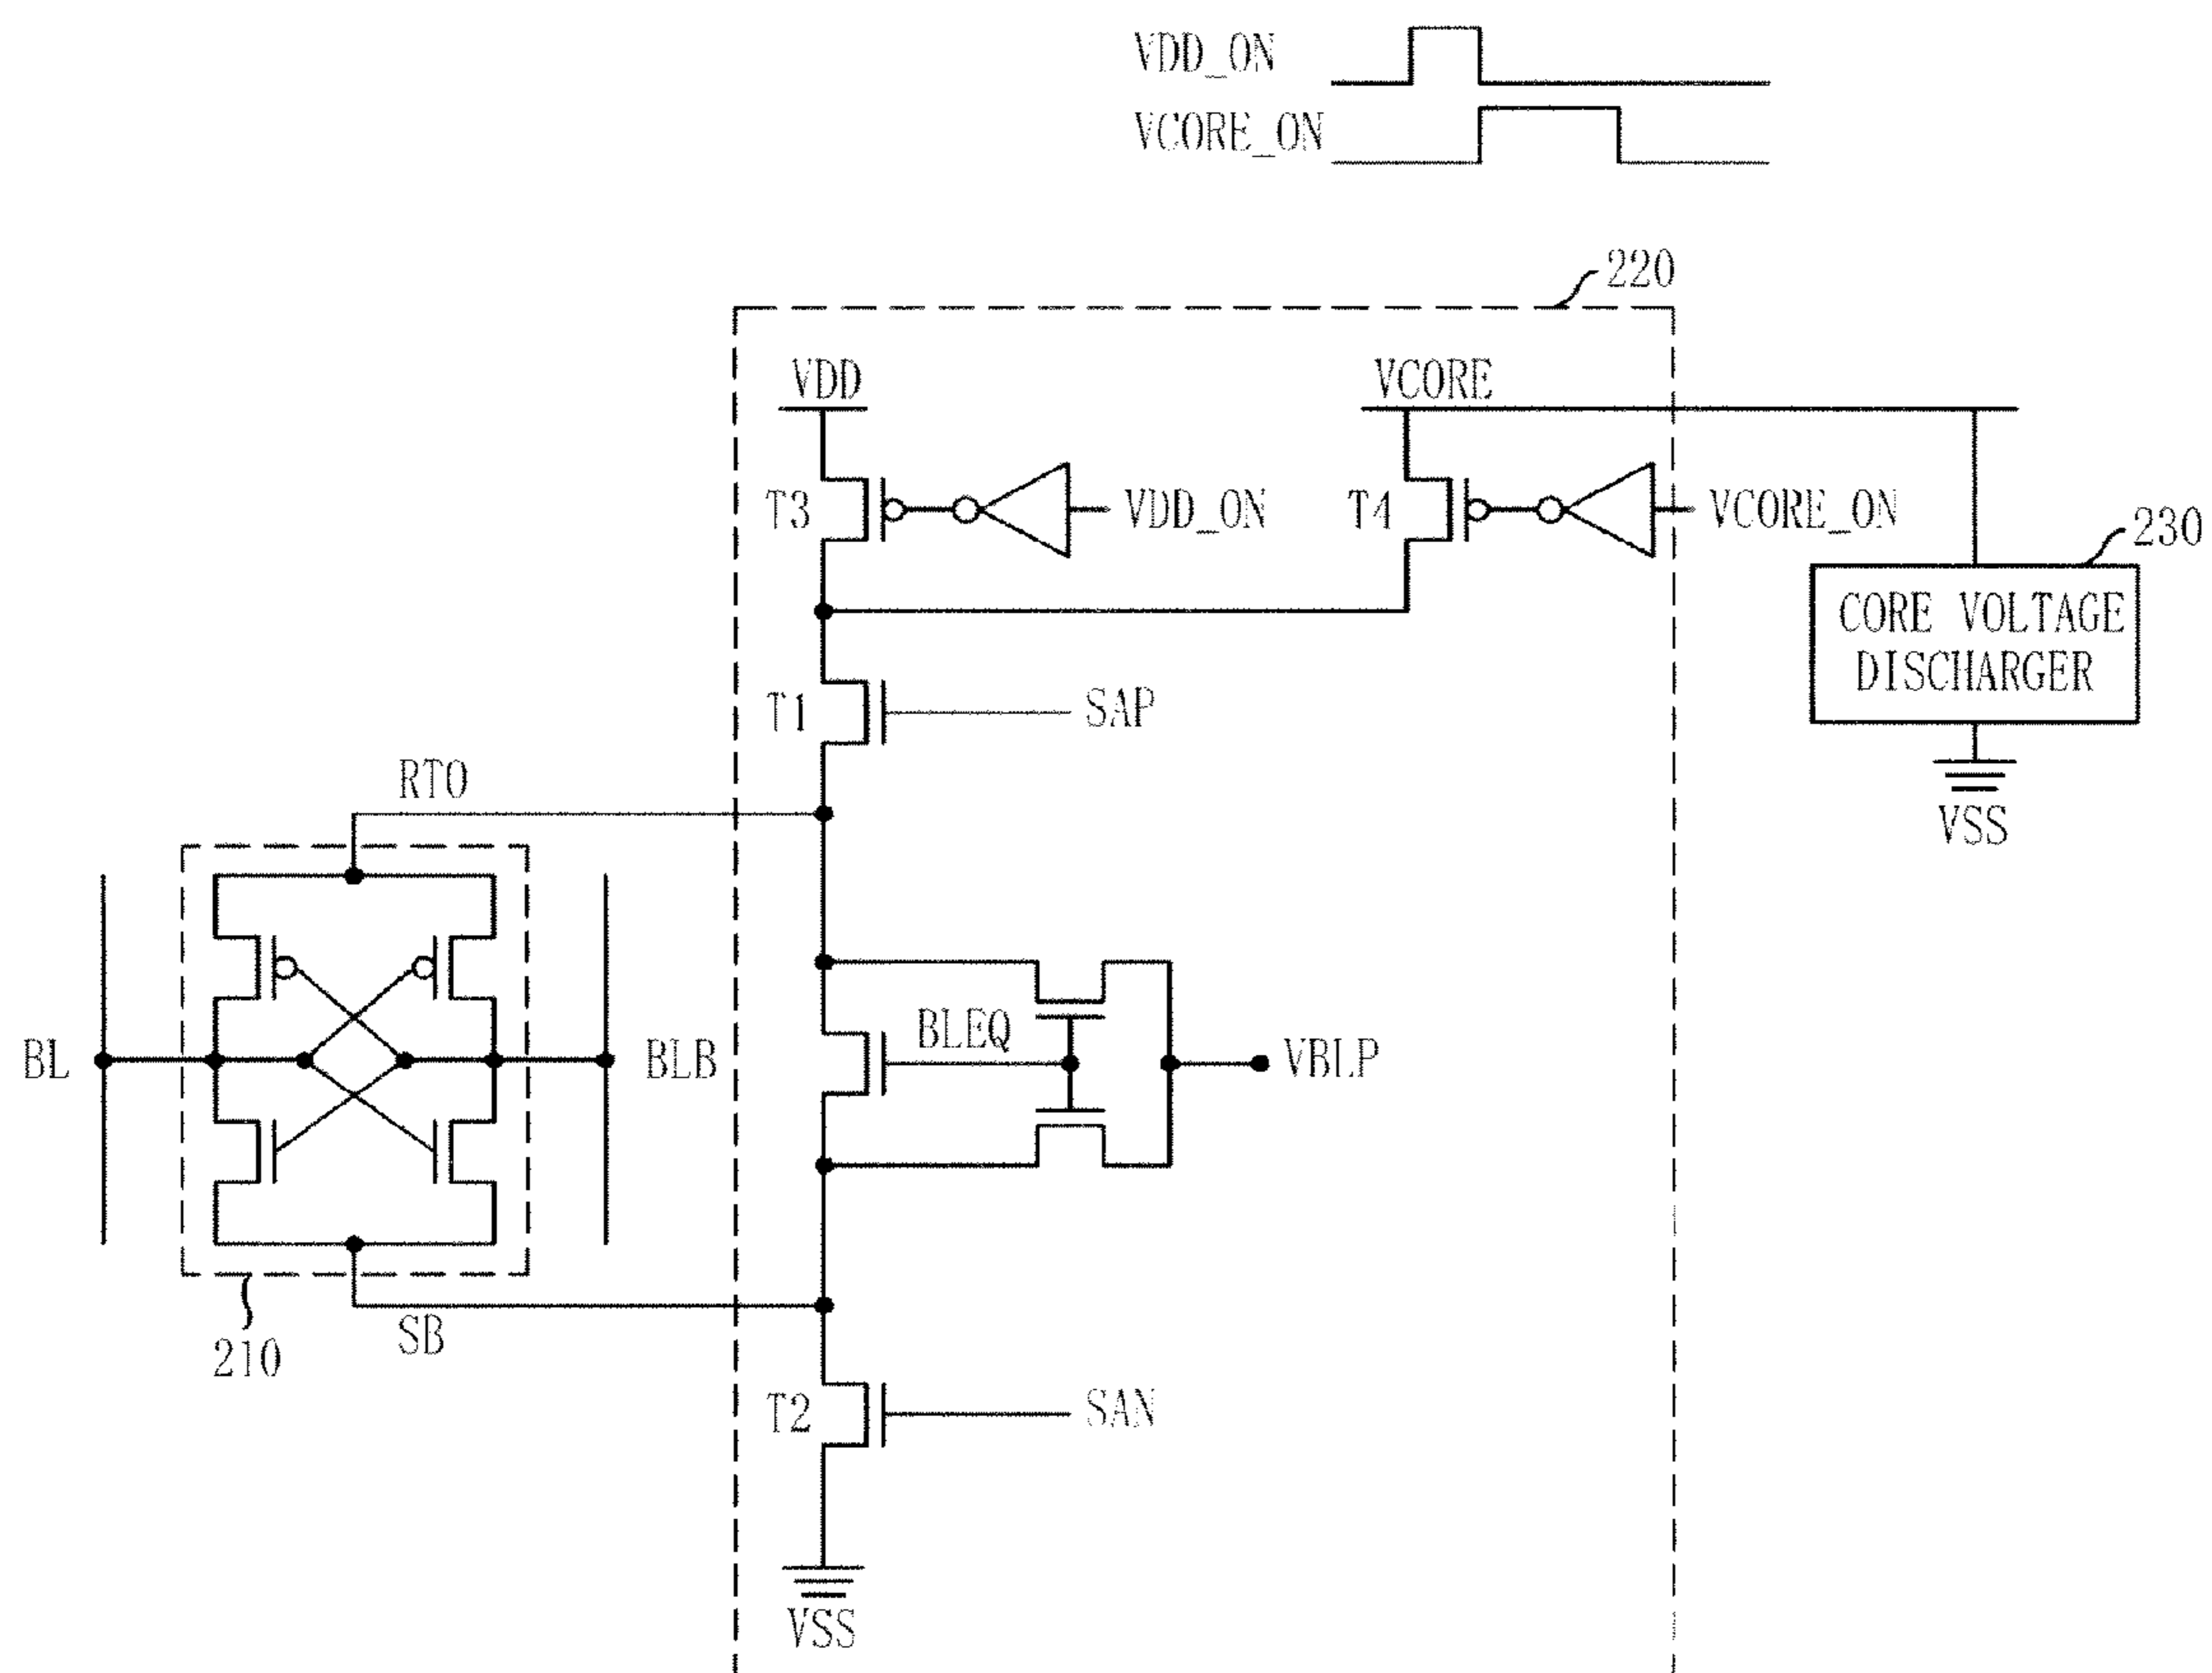 VDD_ON
VCORE_ON
220
VDD
VCORE
T3
VDD_ON
T4
VCORE_ON
230
CORE VOLTAGE
DISCHARGER
T1
SAP
RTO
VSS
BL
BLB
BLEQ
VBLP
210
SB
T2
SAN
VSS